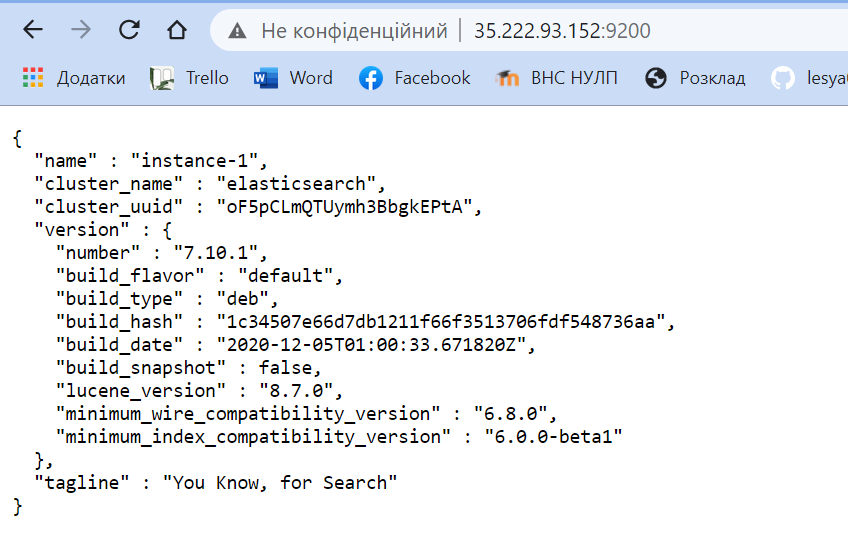 Не конфіденційний | 35.222.93.152:9200
Додатки Trello Word Facebook ВНС НУЛП Розклад lesya
{
"name" : "instance-1",
"cluster_name" : "elasticsearch",
"cluster_uuid" : "oF5pCLmQTUymh3BbgkEPtA",
"version" : {
"number" : "7.10.1",
"build_flavor" : "default",
"build_type" : "deb",
"build_hash" : "1c34507e66d7db1211f66f3513706fdf548736aa",
"build_date" : "2020-12-05T01:00:33.671820Z",
"build_snapshot" : false,
"lucene_version" : "8.7.0",
"minimum_wire_compatibility_version" : "6.8.0",
"minimum_index_compatibility_version" : "6.0.0-beta1"
},
"tagline" : "You Know, for Search"
}